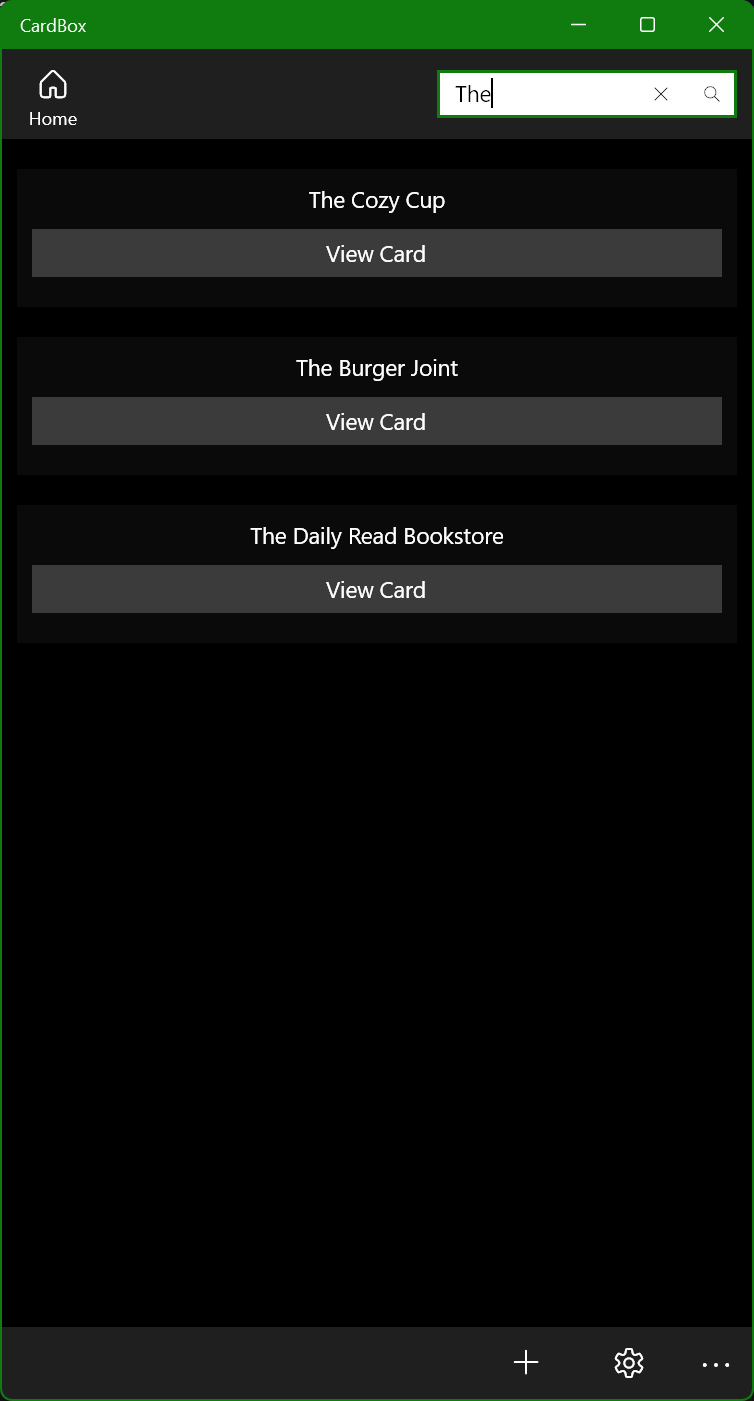 CardBox
Home
The
The Cozy Cup
View Card
The Burger Joint
View Card
The Daily Read Bookstore
View Card